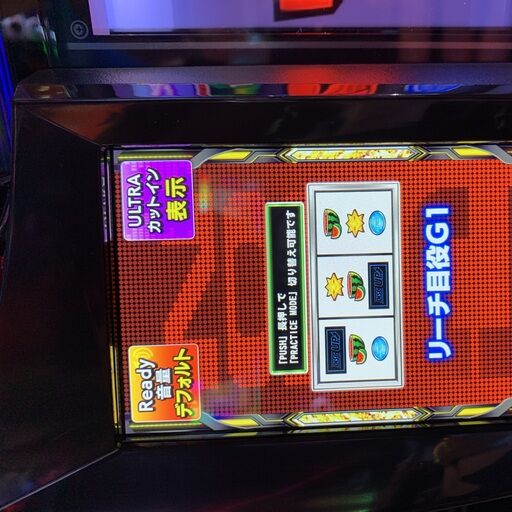 Ready
音量
デフォルト
ULTRA
カットイン
表示
「PUSH」長押しで
「PRACTICE MODE」切り替え可能です
リーチ目役G1